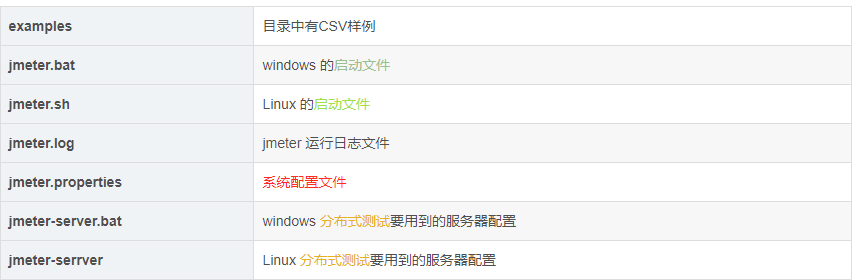 examples 目录中有CSV样例
jmeter.bat windows 的启动文件
jmeter.sh Linux 的启动文件
jmeter.log jmeter 运行日志文件
jmeter.properties 系统配置文件
jmeter-server.bat windows 分布式测试要用到的服务器配置
jmeter-serrver Linux 分布式测试要用到的服务器配置